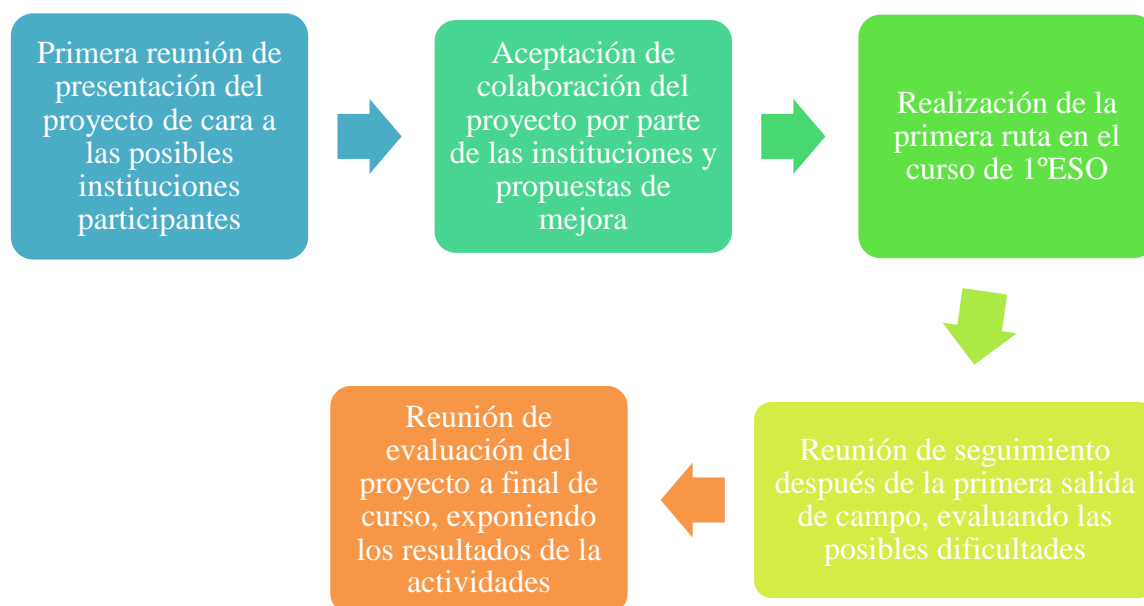 Primera reunión de
presentación del
proyecto de cara a
las posibles
instituciones
participantes
Aceptación de
colaboración del
proyecto por parte
de las instituciones y
propuestas de
mejora
Realización de la
primera ruta en el
curso de 1ºESO
Reunión de seguimiento
después de la primera salida
de campo, evaluando las
posibles dificultades
Reunión de
evaluación del
proyecto a final de
curso, exponiendo
los resultados de la
actividades